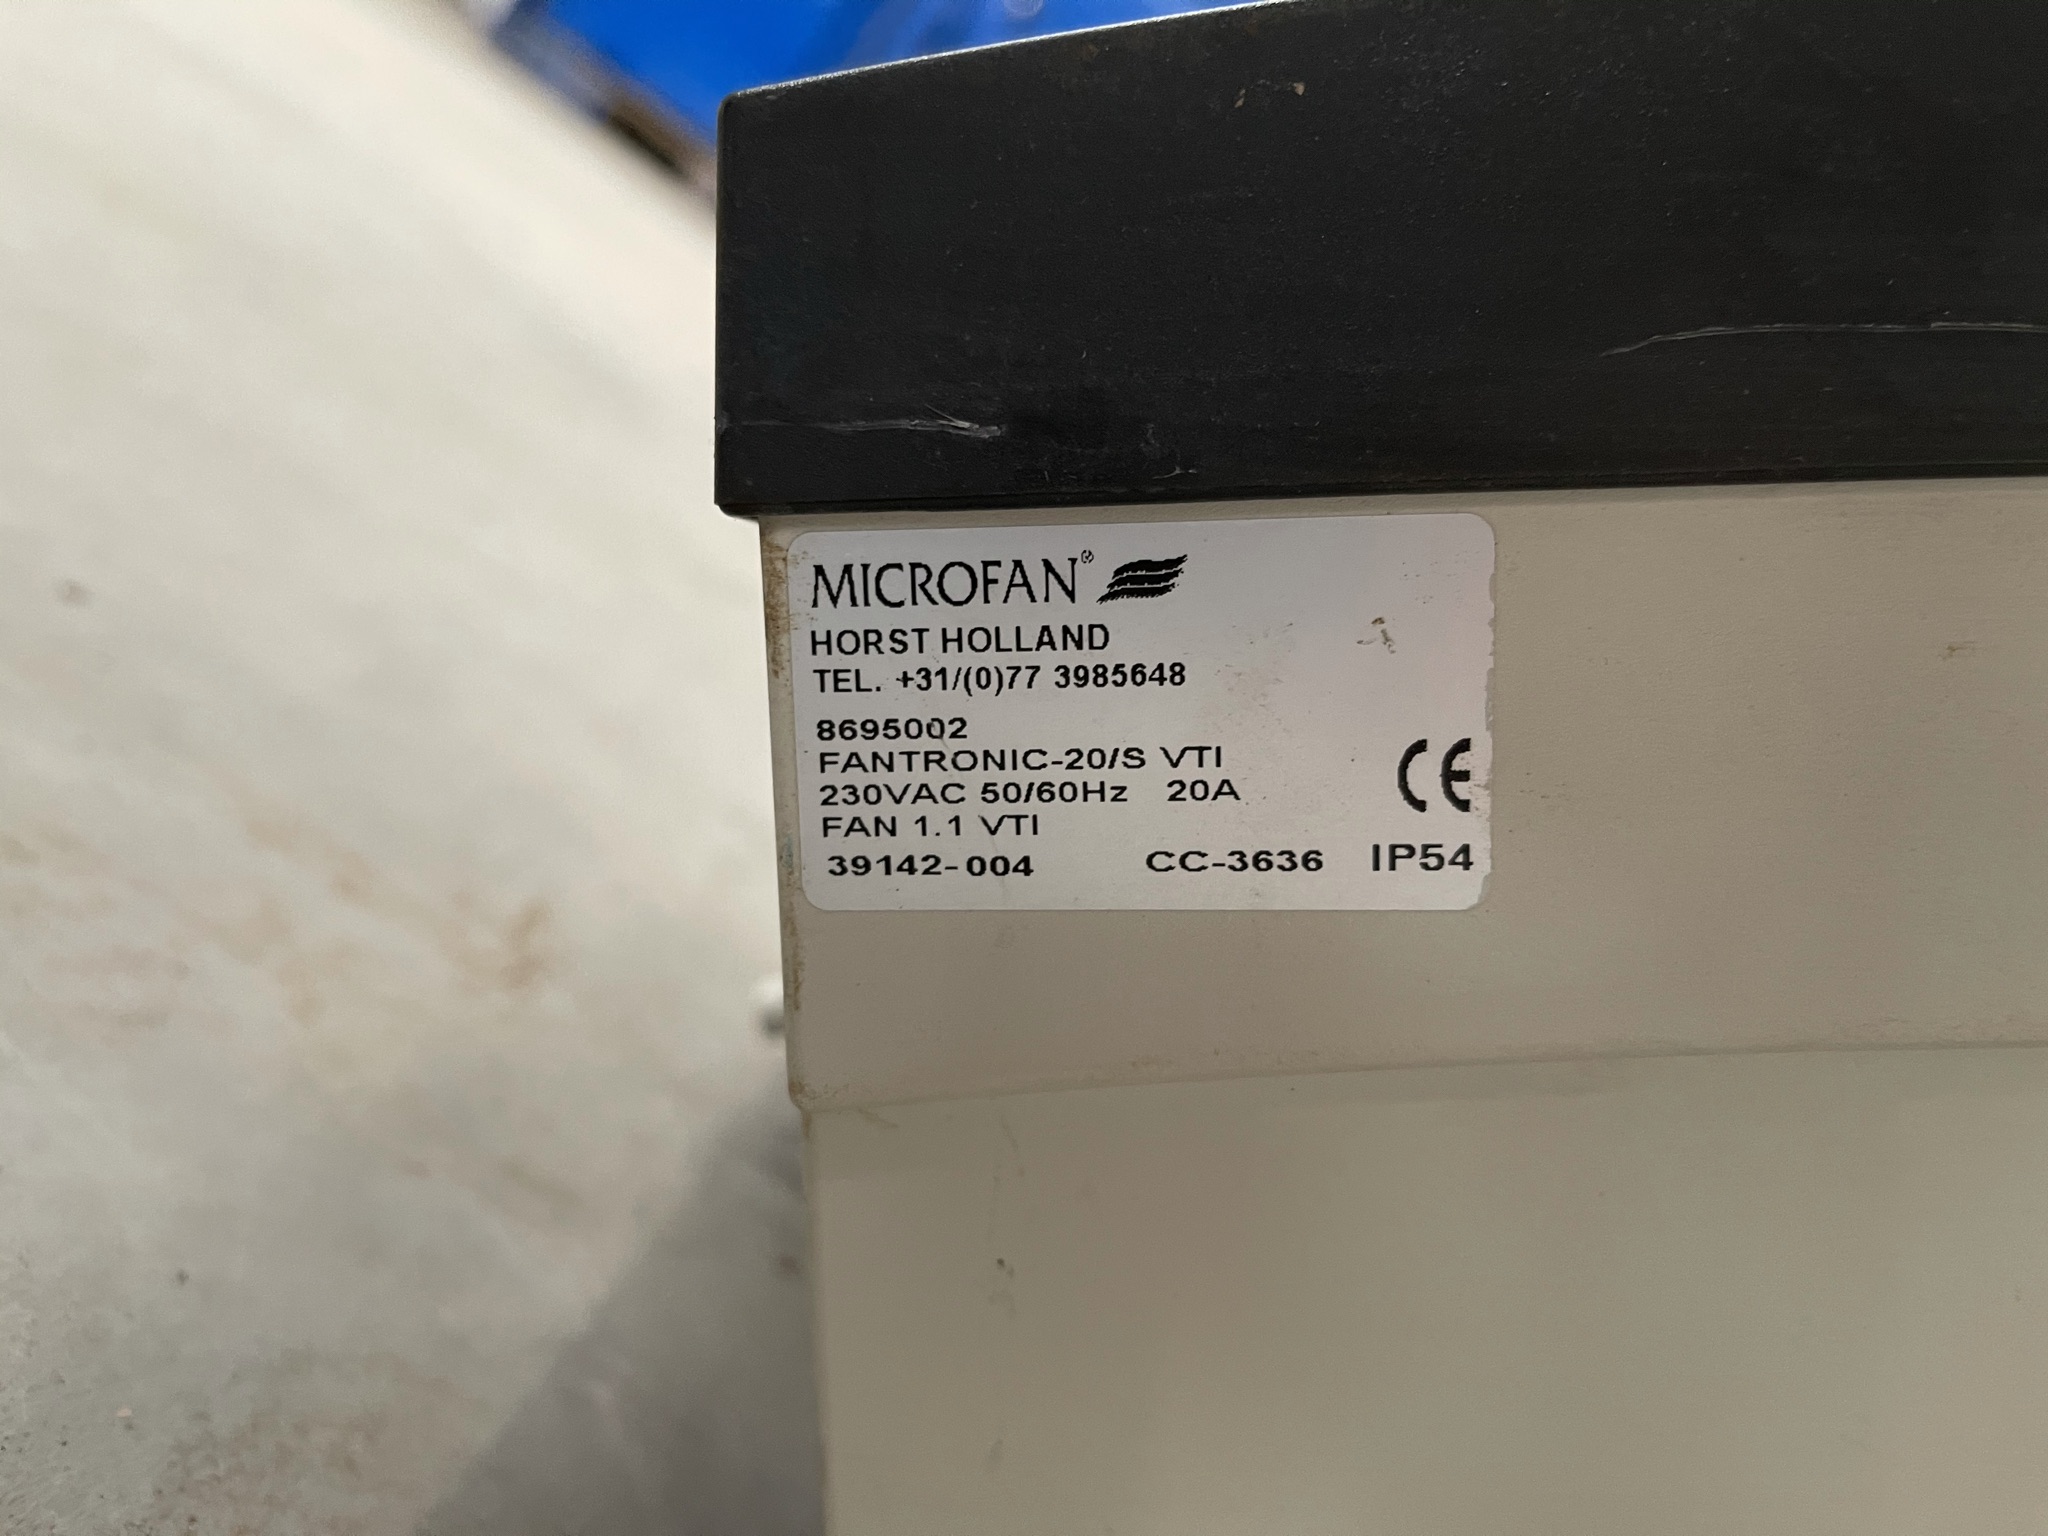 MICROFAN®
HORST HOLLAND
TEL. +31/(0)77 3985648
8695002
FANTRONIC-20/S VTI
230VAC 50/60Hz 20A
FAN 1.1 VTI
CE
39142-004 CC-3636 IP54